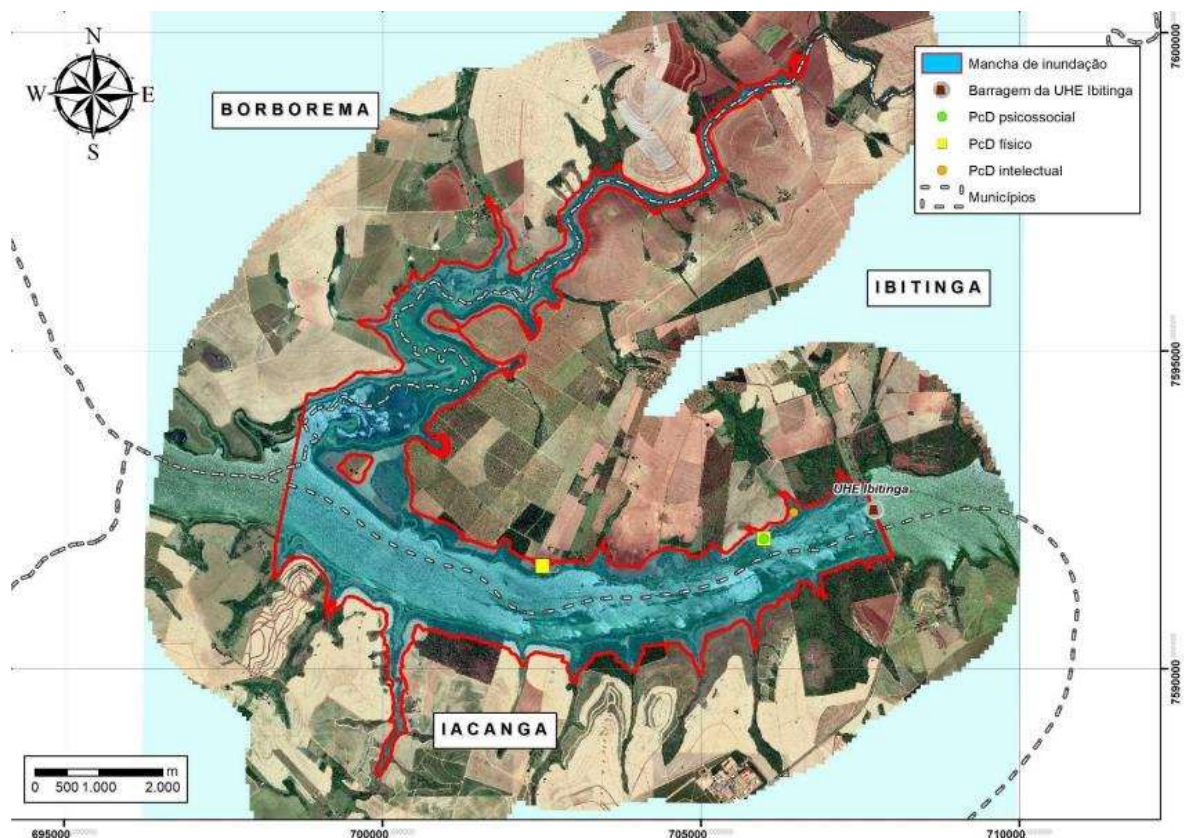 N
W E
S
BORBOREMA
Mancha de inundação
Barragem da UHE Ibitinga
PcD psicossocial
PcD físico
PcD intelectual
Municípios
IBITINGA
UHE Ibitinga
IACANGA
m
0 500 1.000 2.000
7600000
7595000
7590000
695000 700000 705000 710000